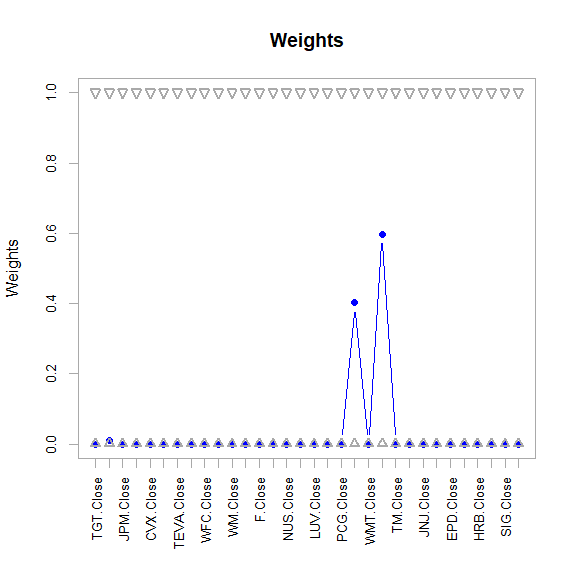 Weights
Weights
1.0
0.8
0.6
0.4
0.2
0.0
TGT.Close
JPM.Close
CVX.Close
TEVA.Close
WFC.Close
WM.Close
F.Close
NUS.Close
LUV.Close
PCG.Close
WMT.Close
TM.Close
JNJ.Close
EPD.Close
HRB.Close
SIG.Close